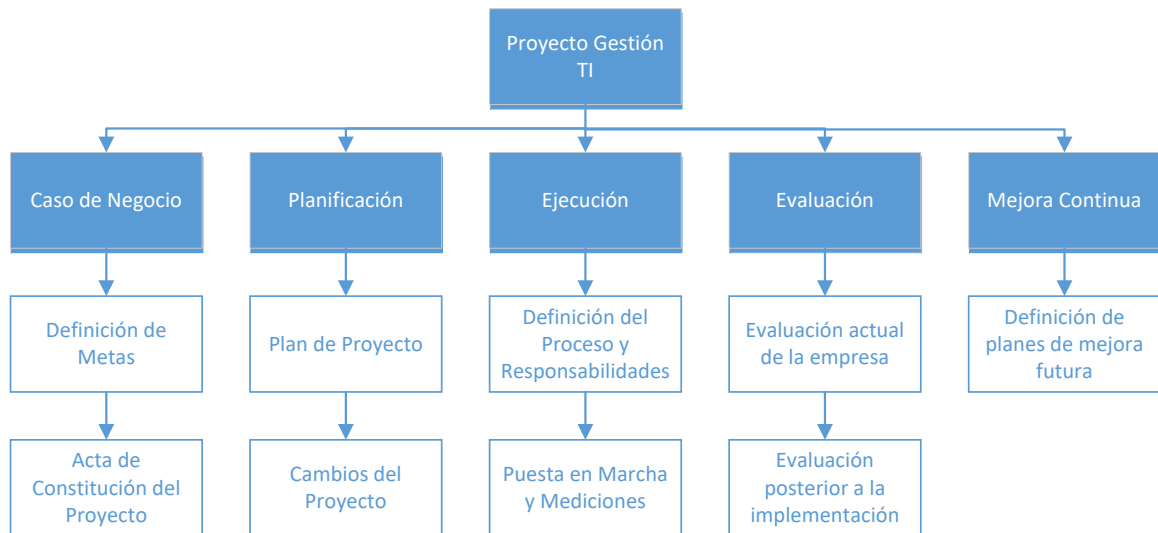 Proyecto Gestión
TI
Caso de Negocio
Planificación
Ejecución
Evaluación
Mejora Continua
Definición de
Metas
Plan de Proyecto
Definición del
Proceso y
Responsabilidades
Evaluación actual
de la empresa
Definición de
planes de mejora
futura
Acta de
Constitución del
Proyecto
Cambios del
Proyecto
Puesta en Marcha
y Mediciones
Evaluación
posterior a la
implementación